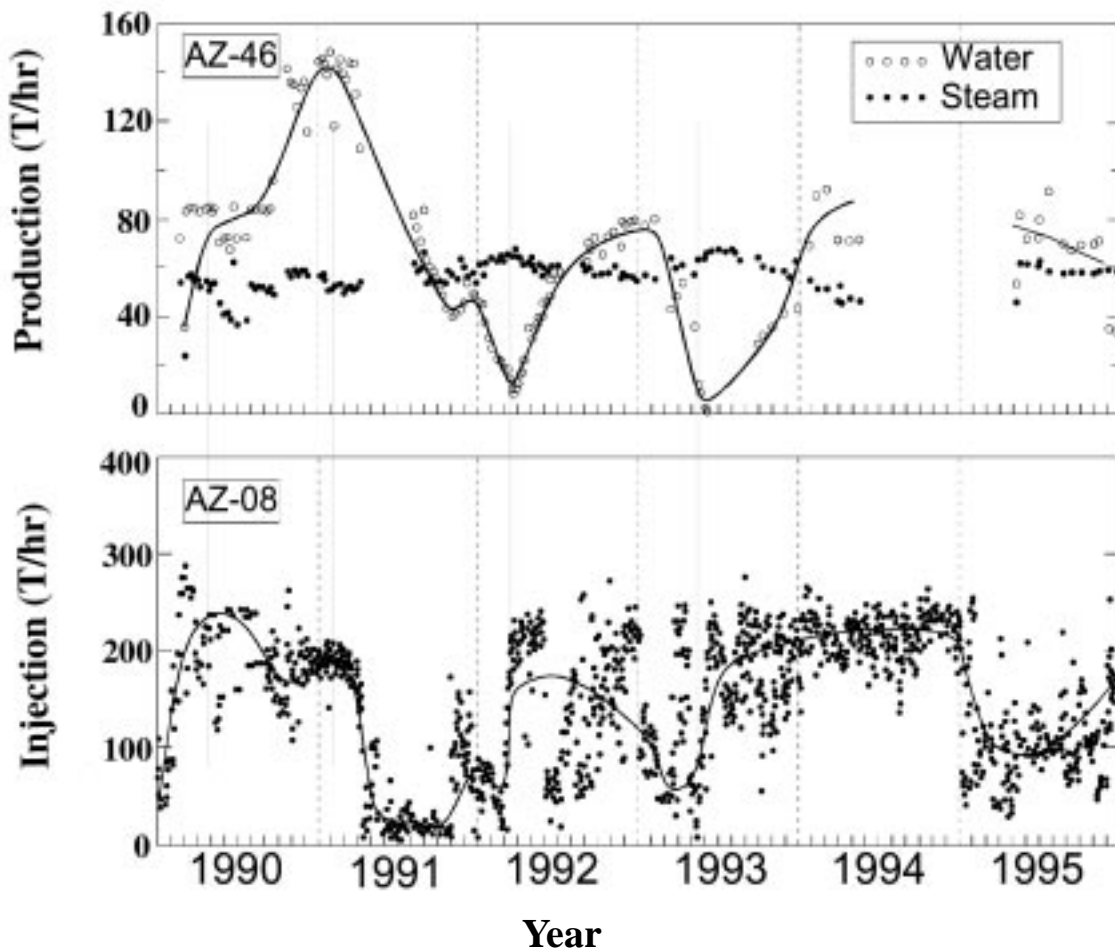 Production (T/hr)
160
120
80
40
0
AZ-46
Water
Steam
Injection (T/hr)
400
300
200
100
0
AZ-08
1990 1991 1992 1993 1994 1995
Year